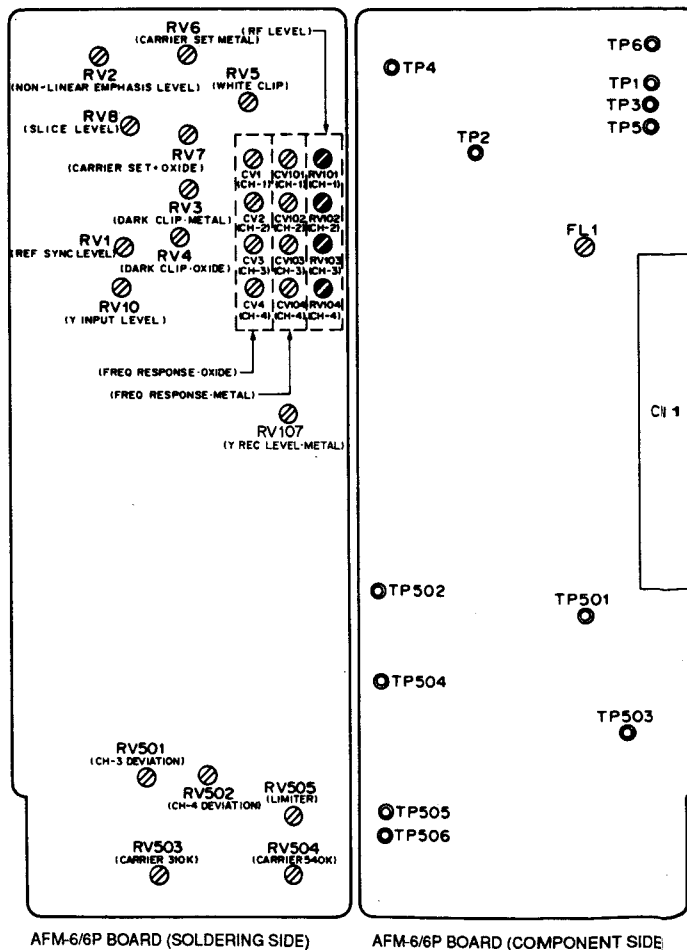 RV6
(CARRIER SET METAL)
(RF LEVEL)
RV2
(NON-LINEAR EMPHASIS LEVEL)
RV5
(WHITE CLIP)
RV8
(SLICE LEVEL)
RV7
(CARRIER SET·OXIDE)
CV1
(CH-1)
CV101
(CH-1)
RV101
(CH-1)
RV3
(DARK CLIP-METAL)
CV2
(CH-2)
CV102
(CH-2)
RV102
(CH-2)
RV1
(REF SYNC LEVEL)
RV4
(DARK CLIP-OXIDE)
CV3
(CH-3)
CV103
(CH-3)
RV103
(CH-3)
RV10
(Y INPUT LEVEL)
CV4
(CH-4)
CV104
(CH-4)
RV104
(CH-4)
(FREQ RESPONSE-OXIDE)
(FREQ RESPONSE-METAL)
RV107
(Y REC LEVEL-METAL)
RV501
(CH-3 DEVIATION)
RV502
(CH-4 DEVIATION)
RV505
(LIMITER)
RV503
(CARRIER 310K)
RV504
(CARRIER 540K)
AFM-6/6P BOARD (SOLDERING SIDE)
TP6
TP4
TP1
TP3
TP5
TP2
FL1
CN1
TP502
TP501
TP504
TP503
TP505
TP506
AFM-6/6P BOARD (COMPONENT SIDE)